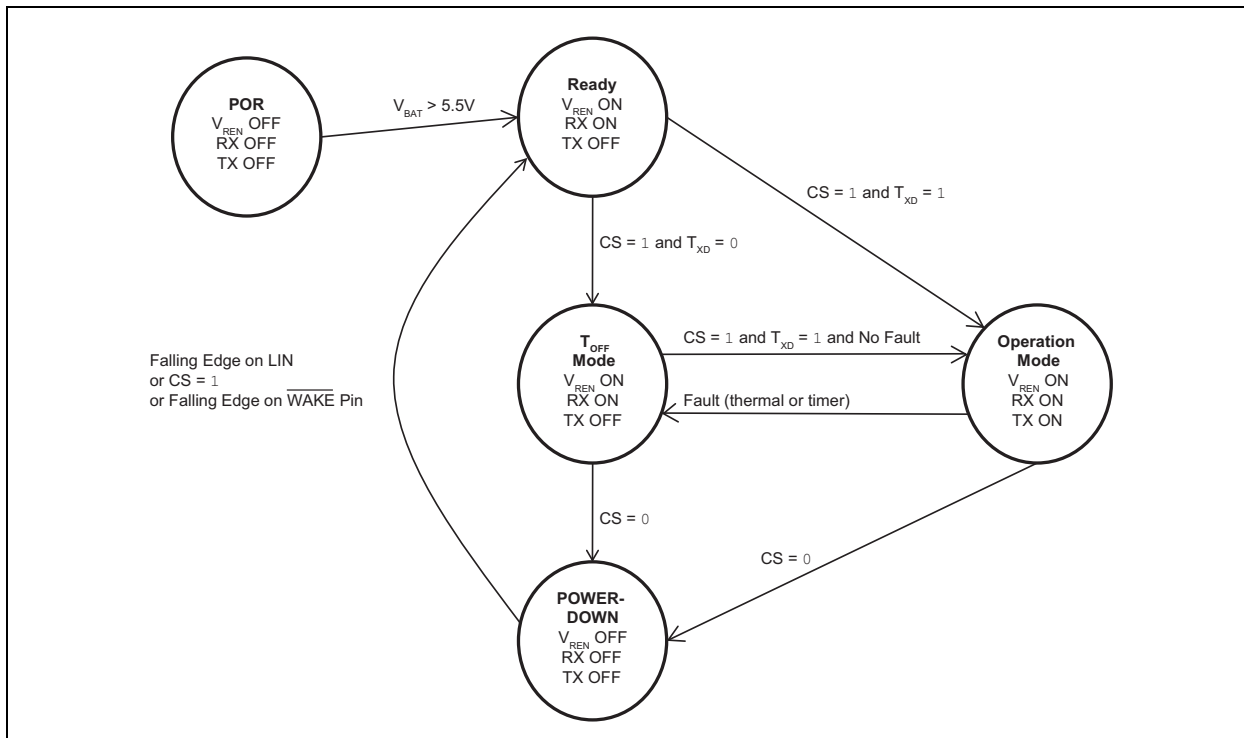 POR
VREN OFF
RX OFF
TX OFF
VBAT > 5.5V
Ready
VREN ON
RX ON
TX OFF
CS = 1 and TXD = 1
CS = 1 and TXD = 0
Falling Edge on LIN
or CS = 1
or Falling Edge on WAKE Pin
TOFF
Mode
VREN ON
RX ON
TX OFF
CS = 1 and TXD = 1 and No Fault
Fault (thermal or timer)
Operation
Mode
VREN ON
RX ON
TX ON
CS = 0
CS = 0
POWER-
DOWN
VREN OFF
RX OFF
TX OFF